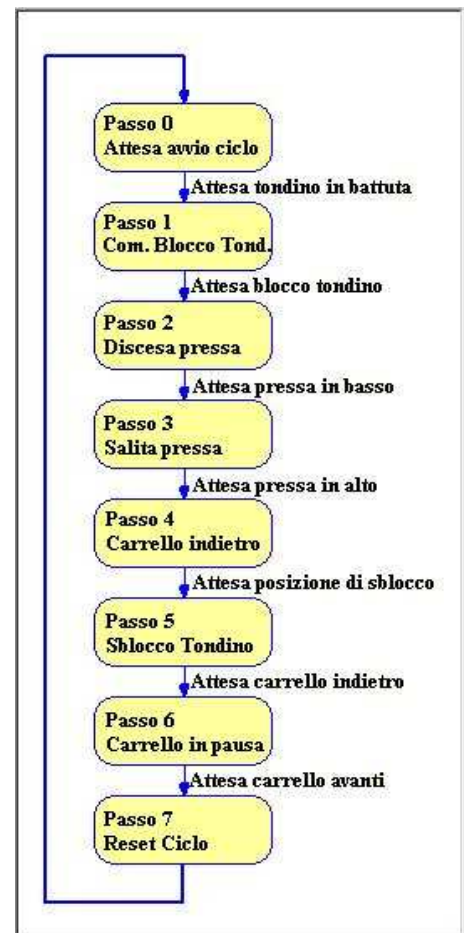 Passo 0
Attesa avvio ciclo
Attesa tondino in battuta
Passo 1
Com. Blocco Tond.
Attesa blocco tondino
Passo 2
Discesa pressa
Attesa pressa in basso
Passo 3
Salita pressa
Attesa pressa in alto
Passo 4
Carrello indietro
Attesa posizione di sblocco
Passo 5
Sblocco Tondino
Attesa carrello indietro
Passo 6
Carrello in pausa
Attesa carrello avanti
Passo 7
Reset Ciclo